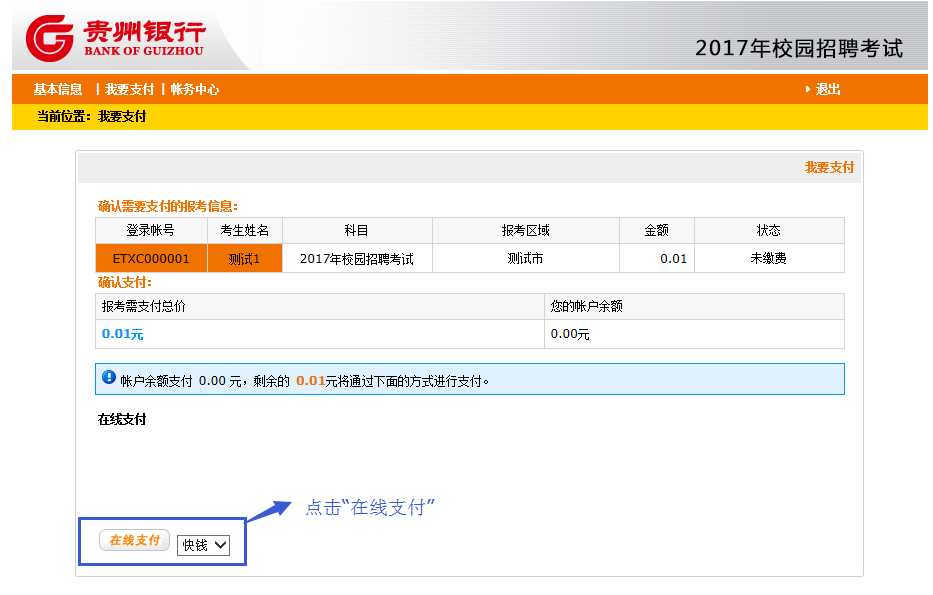 贵州银行
BANK OF GUIZHOU
2017年校园招聘考试
基本信息 | 我要支付 | 帐务中心 退出
当前位置：我要支付
我要支付
确认需要支付的报考信息：
登录帐号 考生姓名 科目 报考区域 金额 状态
ETXC000001 测试1 2017年校园招聘考试 测试市 0.01 未缴费
确认支付：
报考需支付总价 您的帐户余额
0.01元 0.00元
帐户余额支付 0.00 元，剩余的 0.01元将通过下面的方式进行支付。
在线支付
点击“在线支付”
在线支付 快钱